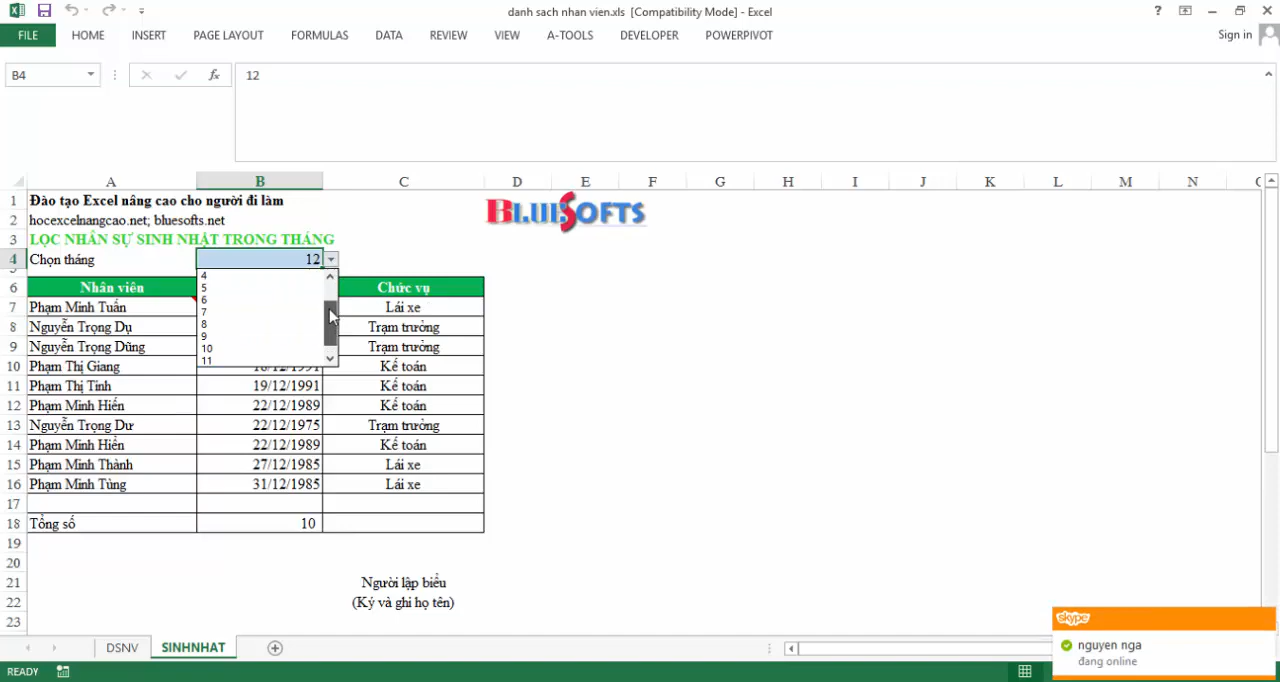 danh sach nhan vien.xls [Compatibility Mode] - Excel
?
FILE HOME INSERT PAGE LAYOUT FORMULAS DATA REVIEW VIEW A-TOOLS DEVELOPER POWERPIVOT Sign in
B4 fx 12
A B C D E F G H I J K L M N
1 Đào tạo Excel nâng cao cho người đi làm
BLUESOFTS
2 hocexcelnangcao.net; bluesofts.net
3 LỌC NHÂN SỰ SINH NHẬT TRONG THÁNG
4 Chọn tháng 12
4
5
6
7
8
9
10
11
6 Nhân viên Chức vụ
7 Phạm Minh Tuấn Lái xe
8 Nguyễn Trọng Dụ Trạm trưởng
9 Nguyễn Trọng Dũng Trạm trưởng
10 Phạm Thị Giang Kế toán
11 Phạm Thị Tinh 19/12/1991 Kế toán
12 Phạm Minh Hiến 22/12/1989 Kế toán
13 Nguyễn Trọng Dư 22/12/1975 Trạm trưởng
14 Phạm Minh Hiển 22/12/1989 Kế toán
15 Phạm Minh Thành 27/12/1985 Lái xe
16 Phạm Minh Tùng 31/12/1985 Lái xe
17
18 Tổng số 10
19
20
21 Người lập biểu
22 (Ký và ghi họ tên)
23
DSNV SINHNHAT
READY
skype
nguyen nga
đang online